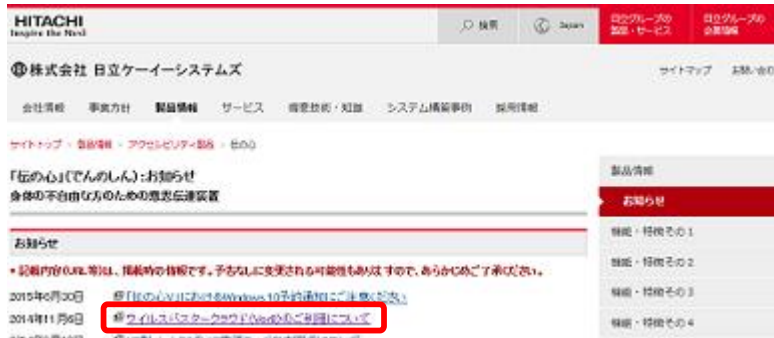 HITACHI
Inspire the Next
検索
Japan
日立グループの
製品・サービス
日立グループの
企業情報
株式会社 日立ケーイーシステムズ
サイトマップ
会社情報 事業方針 製品情報 サービス 得意技術・知識 システム構築事例 採用情報
サイトトップ > 製品情報 > アクセシビリティ製品 > 伝の心
「伝の心」(でんのしん):お知らせ
身体の不自由な方のための意思伝達装置
お知らせ
• 記載内容(URL等)は、掲載時の情報です。予告なしに変更される可能性もあります ので、あらかじめご了承ください。
2015年6月30日 「伝の心」におけるWindows 10予約通知にご注意ください
2014年11月6日 ウイルスバスタークラウド(Ver8)のご利用について
製品情報
お知らせ
機能・特徴その1
機能・特徴その2
機能・特徴その3
機能・特徴その4